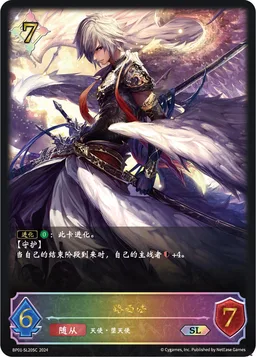 7
进化 0：此卡进化。
【守护】
当自己的结束阶段到来时，自己的主战者 +4。
6
随从 天使・堕天使
SL
7
BP01-SL20SC 2024
© Cygames, Inc. Published by NetEase Games